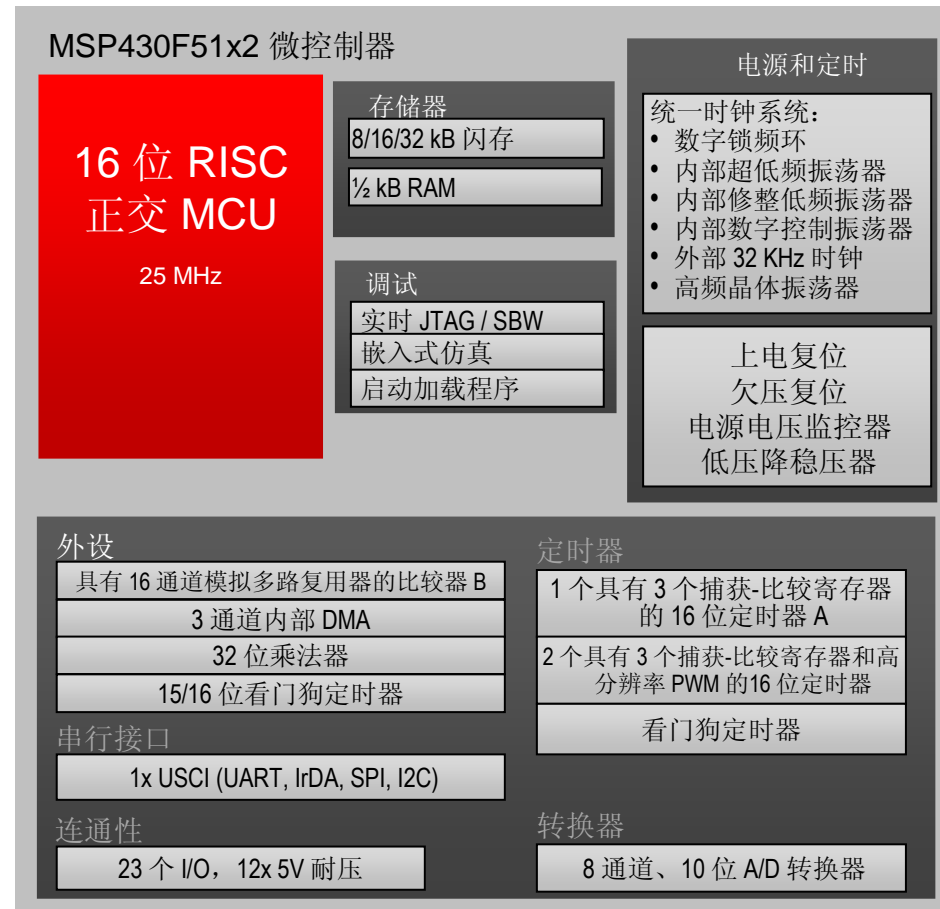 MSP430F51x2 微控制器
16 位 RISC
正交 MCU
25 MHz
存储器
8/16/32 kB 闪存
½ kB RAM
调试
实时 JTAG / SBW
嵌入式仿真
启动加载程序
电源和定时
统一时钟系统：
• 数字锁频环
• 内部超低频振荡器
• 内部修整低频振荡器
• 内部数字控制振荡器
• 外部 32 KHz 时钟
• 高频晶体振荡器
上电复位
欠压复位
电源电压监控器
低压降稳压器
外设
具有 16 通道模拟多路复用器的比较器 B
3 通道内部 DMA
32 位乘法器
15/16 位看门狗定时器
串行接口
1x USCI (UART, IrDA, SPI, I2C)
连通性
23 个 I/O，12x 5V 耐压
定时器
1 个具有 3 个捕获-比较寄存器
的 16 位定时器 A
2 个具有 3 个捕获-比较寄存器和高
分辨率 PWM 的16 位定时器
看门狗定时器
转换器
8 通道、10 位 A/D 转换器